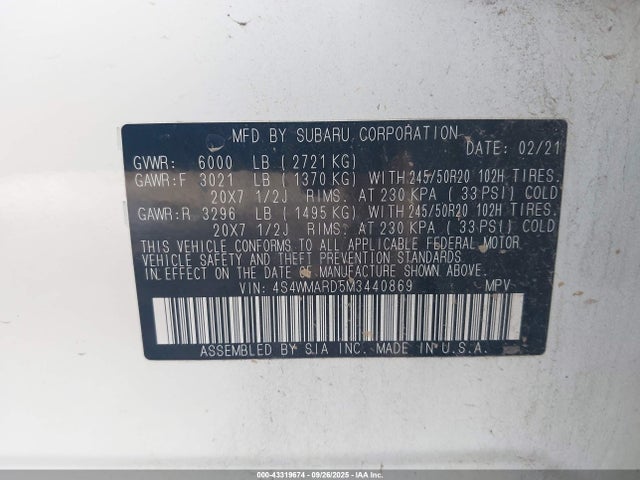 MFD BY SUBARU CORPORATION DATE: 02/21
GVWR: 6000 LB (2721 KG)
GAWR:F 3021 LB (1370 KG) WITH 245/50R20 102H TIRES.
20X7 1/2J RIMS. AT 230 KPA (33 PSI) COLD
GAWR:R 3296 LB (1495 KG) WITH 245/50R20 102H TIRES.
20X7 1/2J RIMS. AT 230 KPA (33 PSI) COLD
THIS VEHICLE CONFORMS TO ALL APPLICABLE FEDERAL MOTOR
VEHICLE SAFETY AND THEFT PREVENTION STANDARDS
IN EFFECT ON THE DATE OF MANUFACTURE SHOWN ABOVE.
VIN: 4S4WMARD5M3440869 MPV
ASSEMBLED BY SIA INC. MADE IN U.S.A.
000-43319674 - 09/26/2025 - IAAI.com